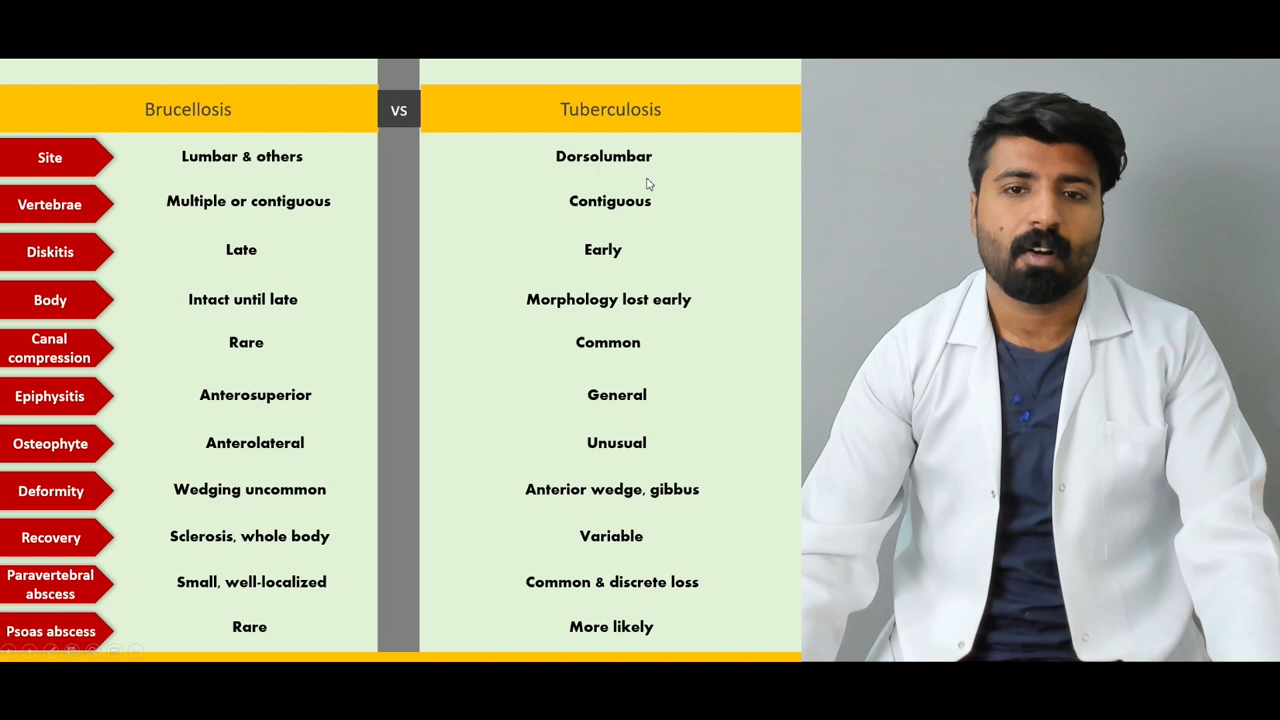 Brucellosis vs Tuberculosis
Site Lumbar & others Dorsolumbar
Vertebrae Multiple or contiguous Contiguous
Diskitis Late Early
Body Intact until late Morphology lost early
Canal
compression Rare Common
Epiphysitis Anterosuperior General
Osteophyte Anterolateral Unusual
Deformity Wedging uncommon Anterior wedge, gibbus
Recovery Sclerosis, whole body Variable
Paravertebral
abscess Small, well-localized Common & discrete loss
Psoas abscess Rare More likely